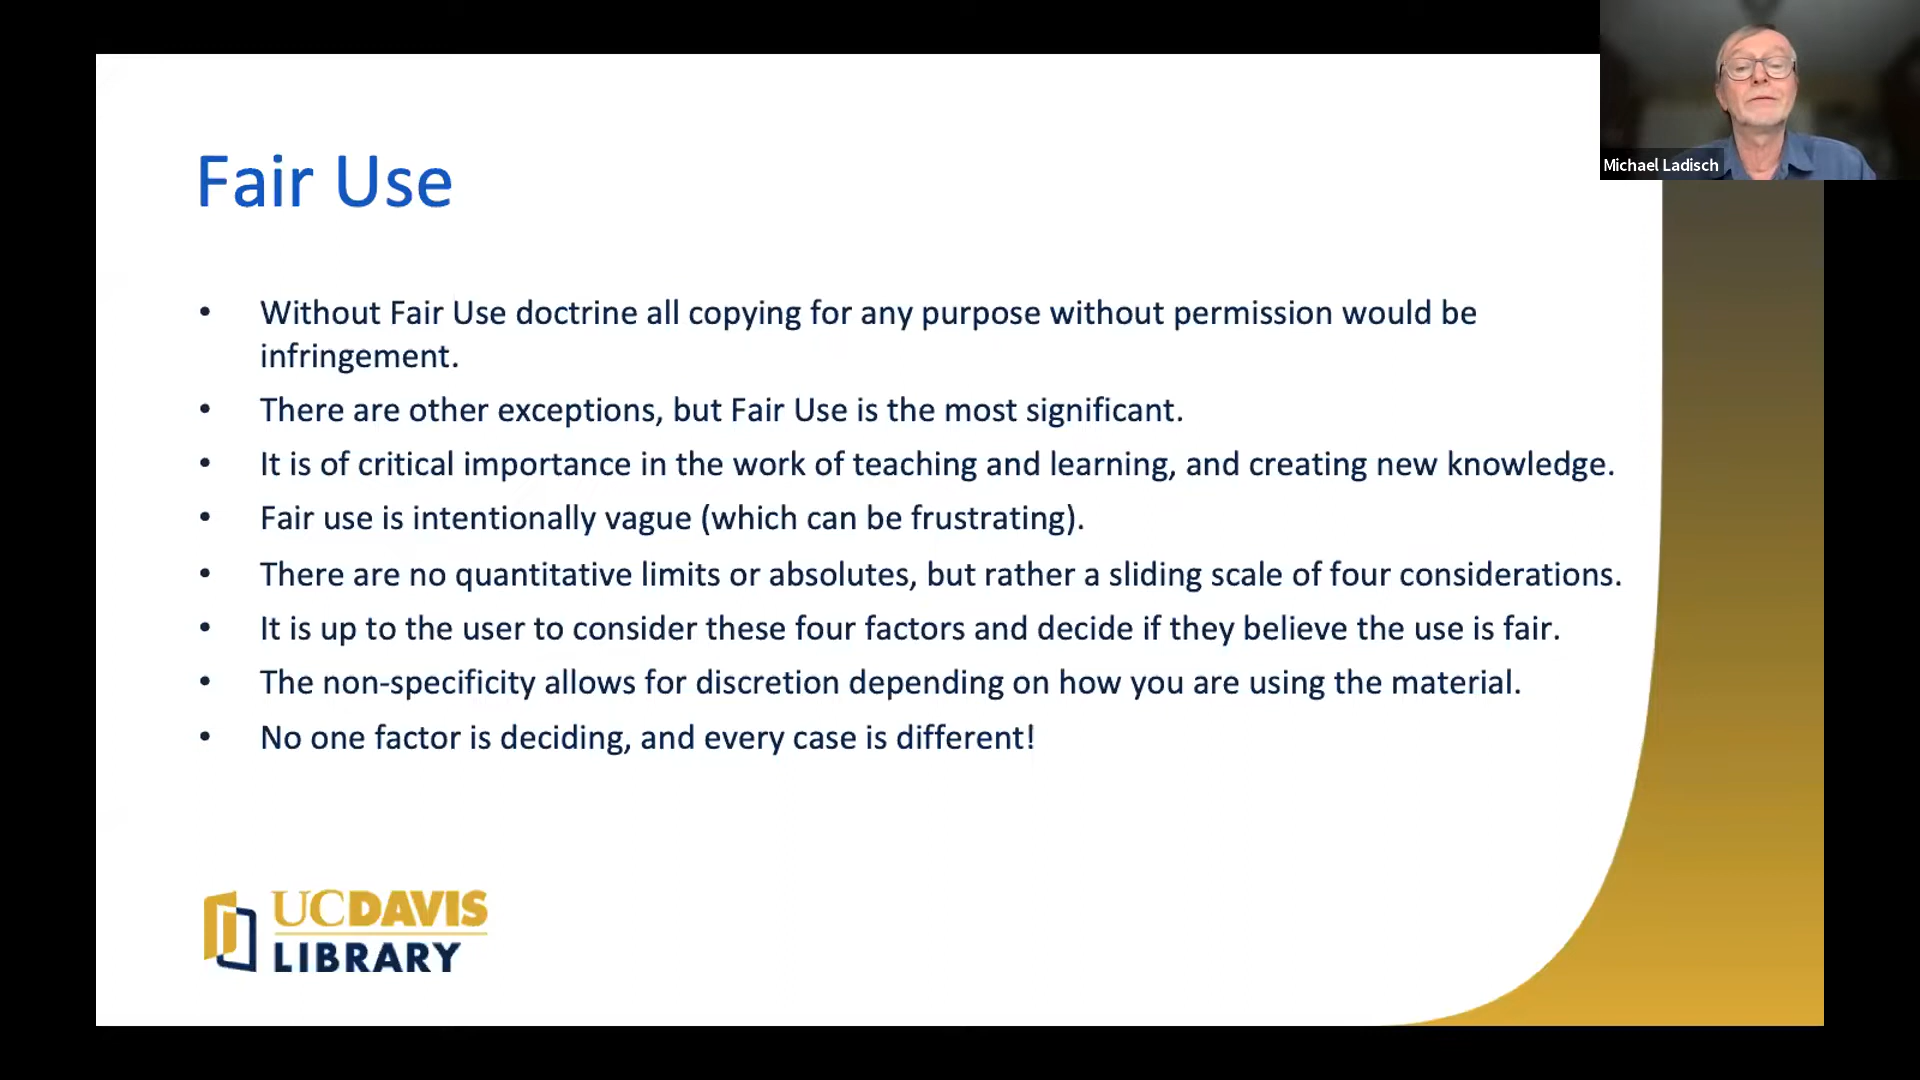 Michael Ladisch
Fair Use
• Without Fair Use doctrine all copying for any purpose without permission would be
infringement.
• There are other exceptions, but Fair Use is the most significant.
• It is of critical importance in the work of teaching and learning, and creating new knowledge.
• Fair use is intentionally vague (which can be frustrating).
• There are no quantitative limits or absolutes, but rather a sliding scale of four considerations.
• It is up to the user to consider these four factors and decide if they believe the use is fair.
• The non-specificity allows for discretion depending on how you are using the material.
• No one factor is deciding, and every case is different!
UCDAVIS
LIBRARY